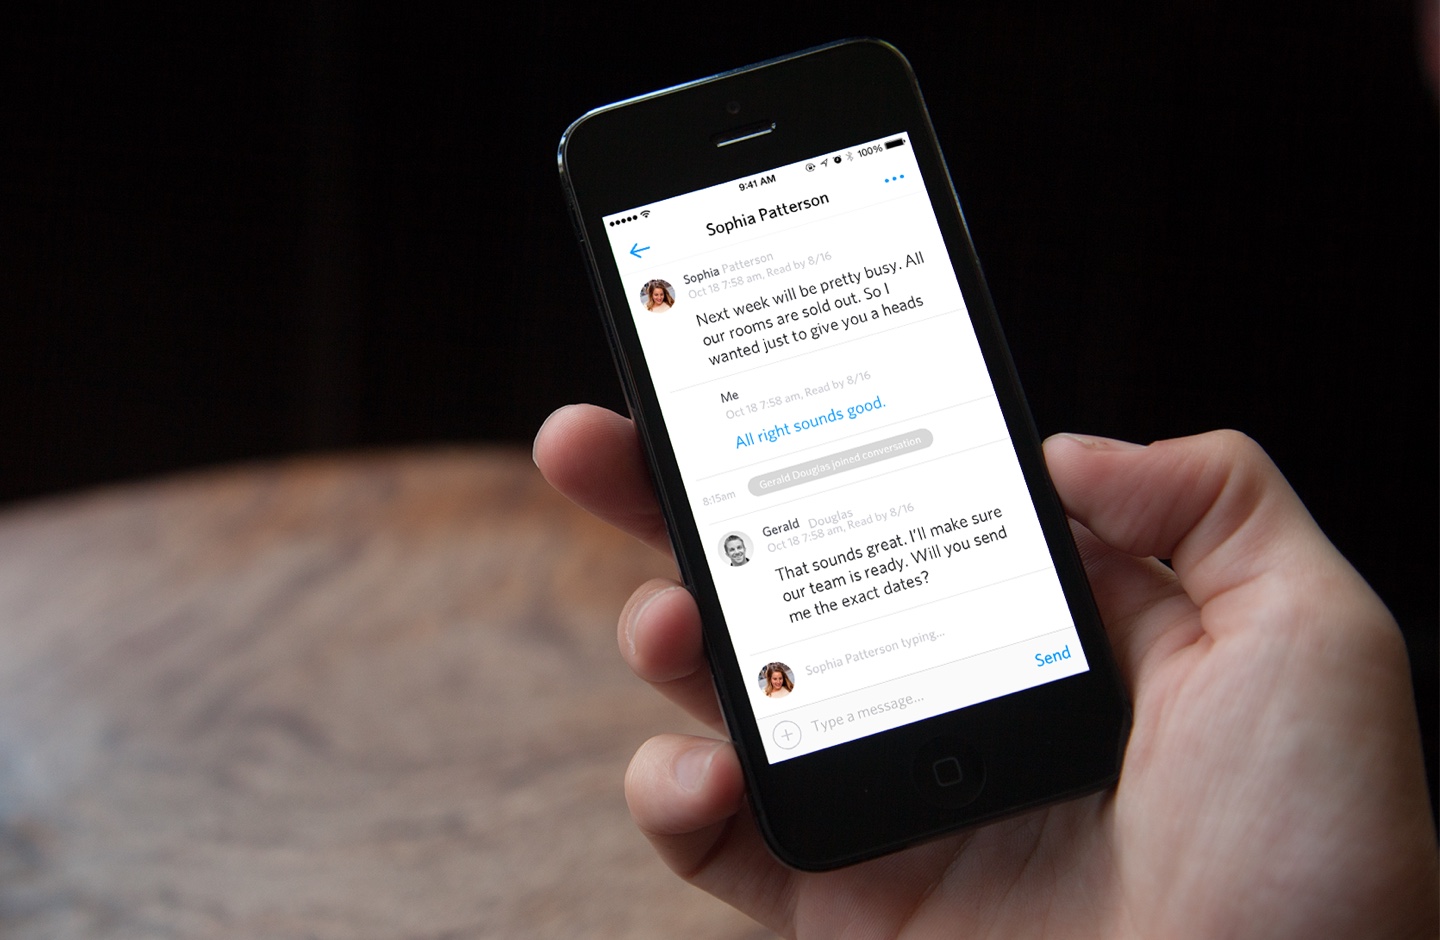 9:41 AM
100%
Sophia Patterson
Sophia Patterson
Oct 18 7:58 am, Read by 8/16
Next week will be pretty busy. All
our rooms are sold out. So I
wanted just to give you a heads
Me
Oct 18 7:58 am, Read by 8/16
All right sounds good.
8:15am
Gerald Douglas joined conversation
Gerald Douglas
Oct 18 7:58 am, Read by 8/16
That sounds great. I'll make sure
our team is ready. Will you send
me the exact dates?
Sophia Patterson typing...
Type a message...
Send